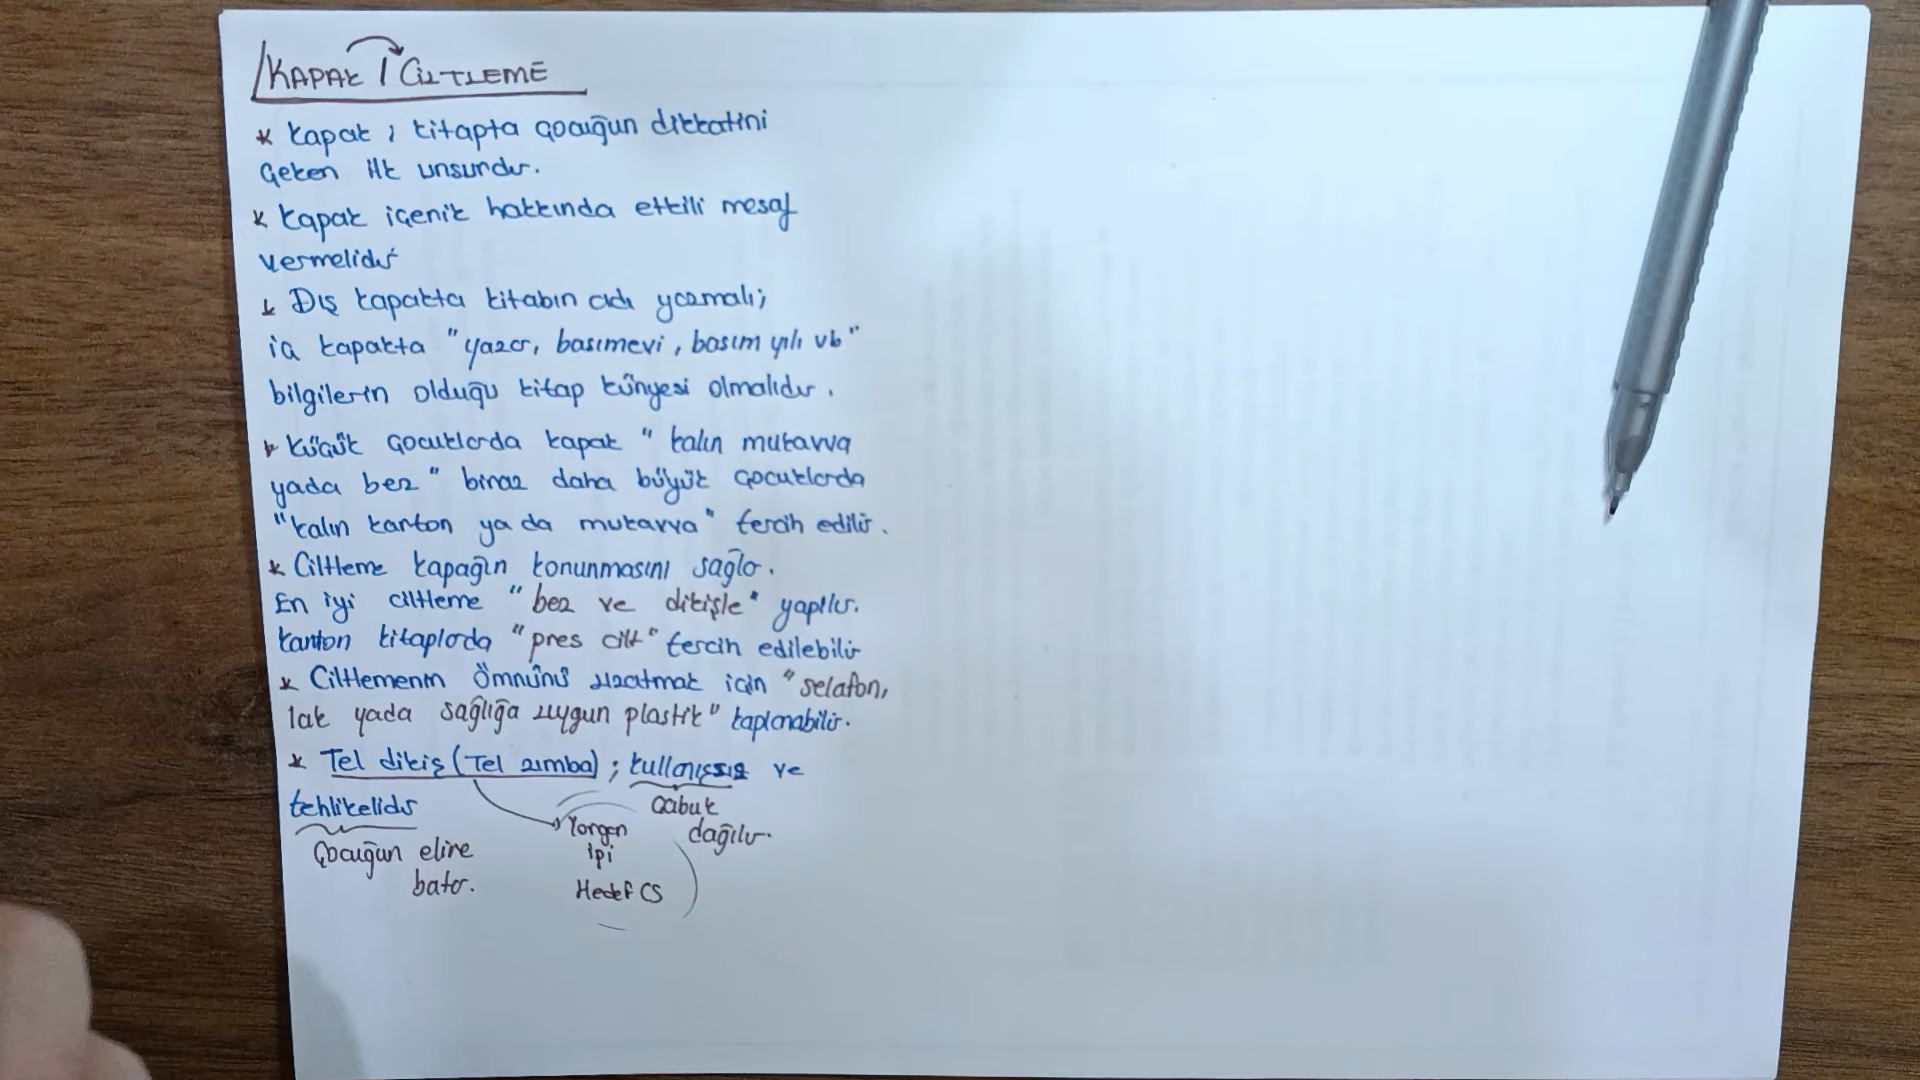 KAPAK / CİLTLEME
* Kapak ; kitapta çocuğun dikkatini
çeken ilk unsurdur.
* Kapak içerik hakkında etkili mesaj
vermelidir
* Dış kapakta kitabın adı yazmalı;
iç kapakta "yazar, basımevi, basım yılı vb"
bilgilerin olduğu kitap künyesi olmalıdır.
* Küçük çocuklarda kapak "kalın mukavva
yada bez" biraz daha büyük çocuklarda
"kalın karton ya da mukavva" tercih edilir.
* Ciltleme kapağın korunmasını sağlar.
En iyi ciltleme "bez ve dikişle" yapılır.
Karton kitaplarda "pres cilt" tercih edilebilir
* Ciltlemenin Ömrünü uzatmak için "selafon,
lak yada sağlığa uygun plastik" kaplanabilir.
* Tel dikiş (Tel zımba) ; kullanışsız ve
tehlikelidir
Çabuk
dağılır.
Yorgan
ipi
Hedef CS
Çocuğun eline
batar.